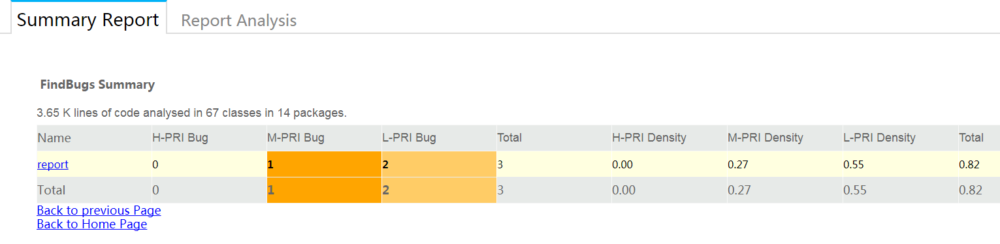 Summary Report Report Analysis
FindBugs Summary
3.65 K lines of code analysed in 67 classes in 14 packages.
Name H-PRI Bug M-PRI Bug L-PRI Bug Total H-PRI Density M-PRI Density L-PRI Density Total
report 0 1 2 3 0.00 0.27 0.55 0.82
Total 0 1 2 3 0.00 0.27 0.55 0.82
Back to previous Page
Back to Home Page